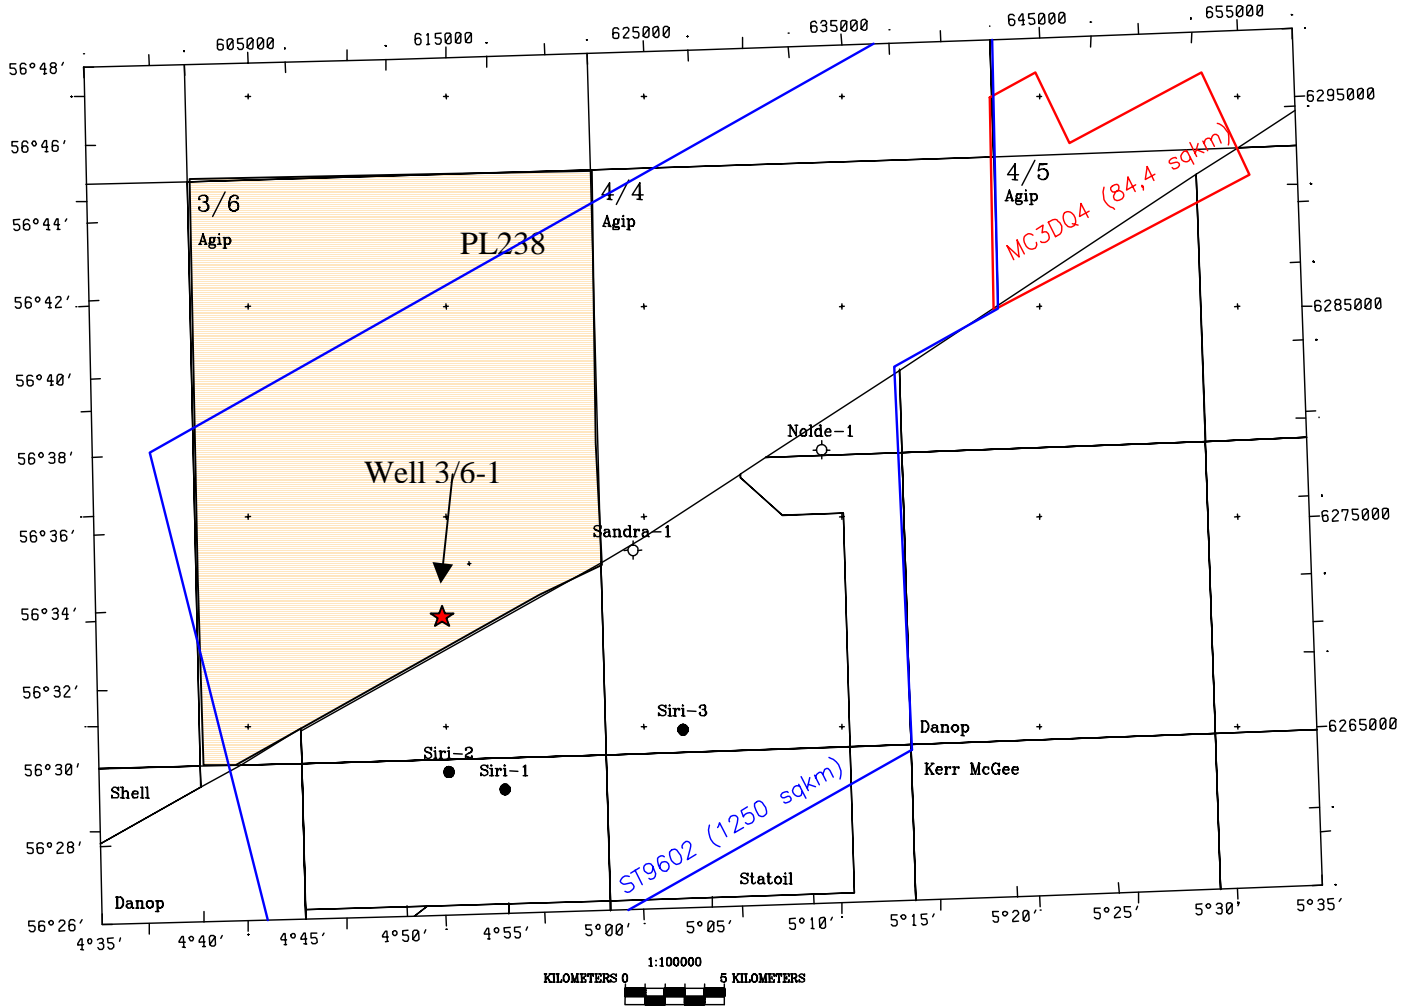 605000
615000
625000
635000
645000
655000
56°48′
56°46′
56°44′
56°42′
56°40′
56°38′
56°36′
56°34′
56°32′
56°30′
56°28′
56°26′
6295000
6285000
6275000
6265000
3/6
Agip
PL238
4/4
Agip
4/5
Agip
MC3DQ4 (84,4 sqkm)
Nolde-1
Well 3/6-1
Sandra-1
Siri-3
Siri-2
Siri-1
Danop
Kerr McGee
Shell
ST9602 (1250 sqkm)
Statoil
Danop
4°35′
4°40′
4°45′
4°50′
4°55′
5°00′
5°05′
5°10′
5°15′
5°20′
5°25′
5°30′
5°35′
1:100000
KILOMETERS 0 5 KILOMETERS